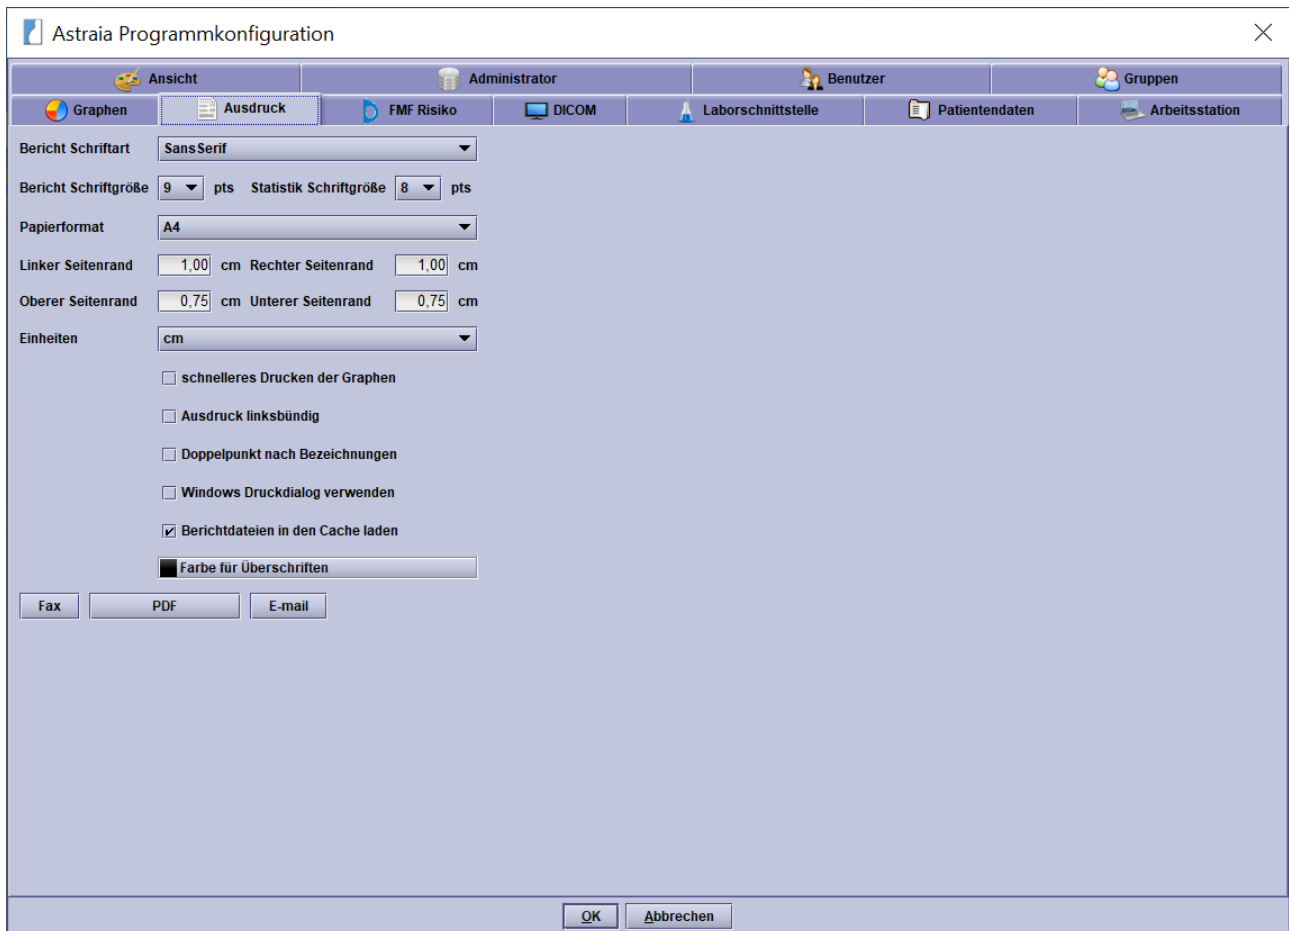 Astraia Programmkonfiguration
Ansicht Administrator Benutzer Gruppen
Graphen Ausdruck FMF Risiko DICOM Laborschnittstelle Patientendaten Arbeitsstation
Bericht Schriftart SansSerif
Bericht Schriftgröße 9 pts Statistik Schriftgröße 8 pts
Papierformat A4
Linker Seitenrand 1,00 cm Rechter Seitenrand 1,00 cm
Oberer Seitenrand 0,75 cm Unterer Seitenrand 0,75 cm
Einheiten cm
schnelleres Drucken der Graphen
Ausdruck linksbündig
Doppelpunkt nach Bezeichnungen
Windows Druckdialog verwenden
Berichtdateien in den Cache laden
Farbe für Überschriften
Fax PDF E-mail
OK Abbrechen